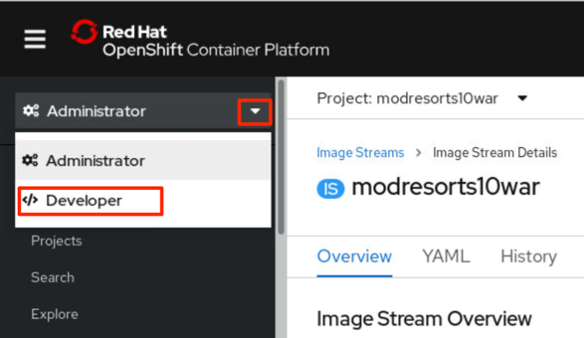 Red Hat
OpenShift Container Platform
Administrator
Administrator
Developer
Projects
Search
Explore
Project: modresorts10war
Image Streams > Image Stream Details
IS modresorts10war
Overview YAML History
Image Stream Overview